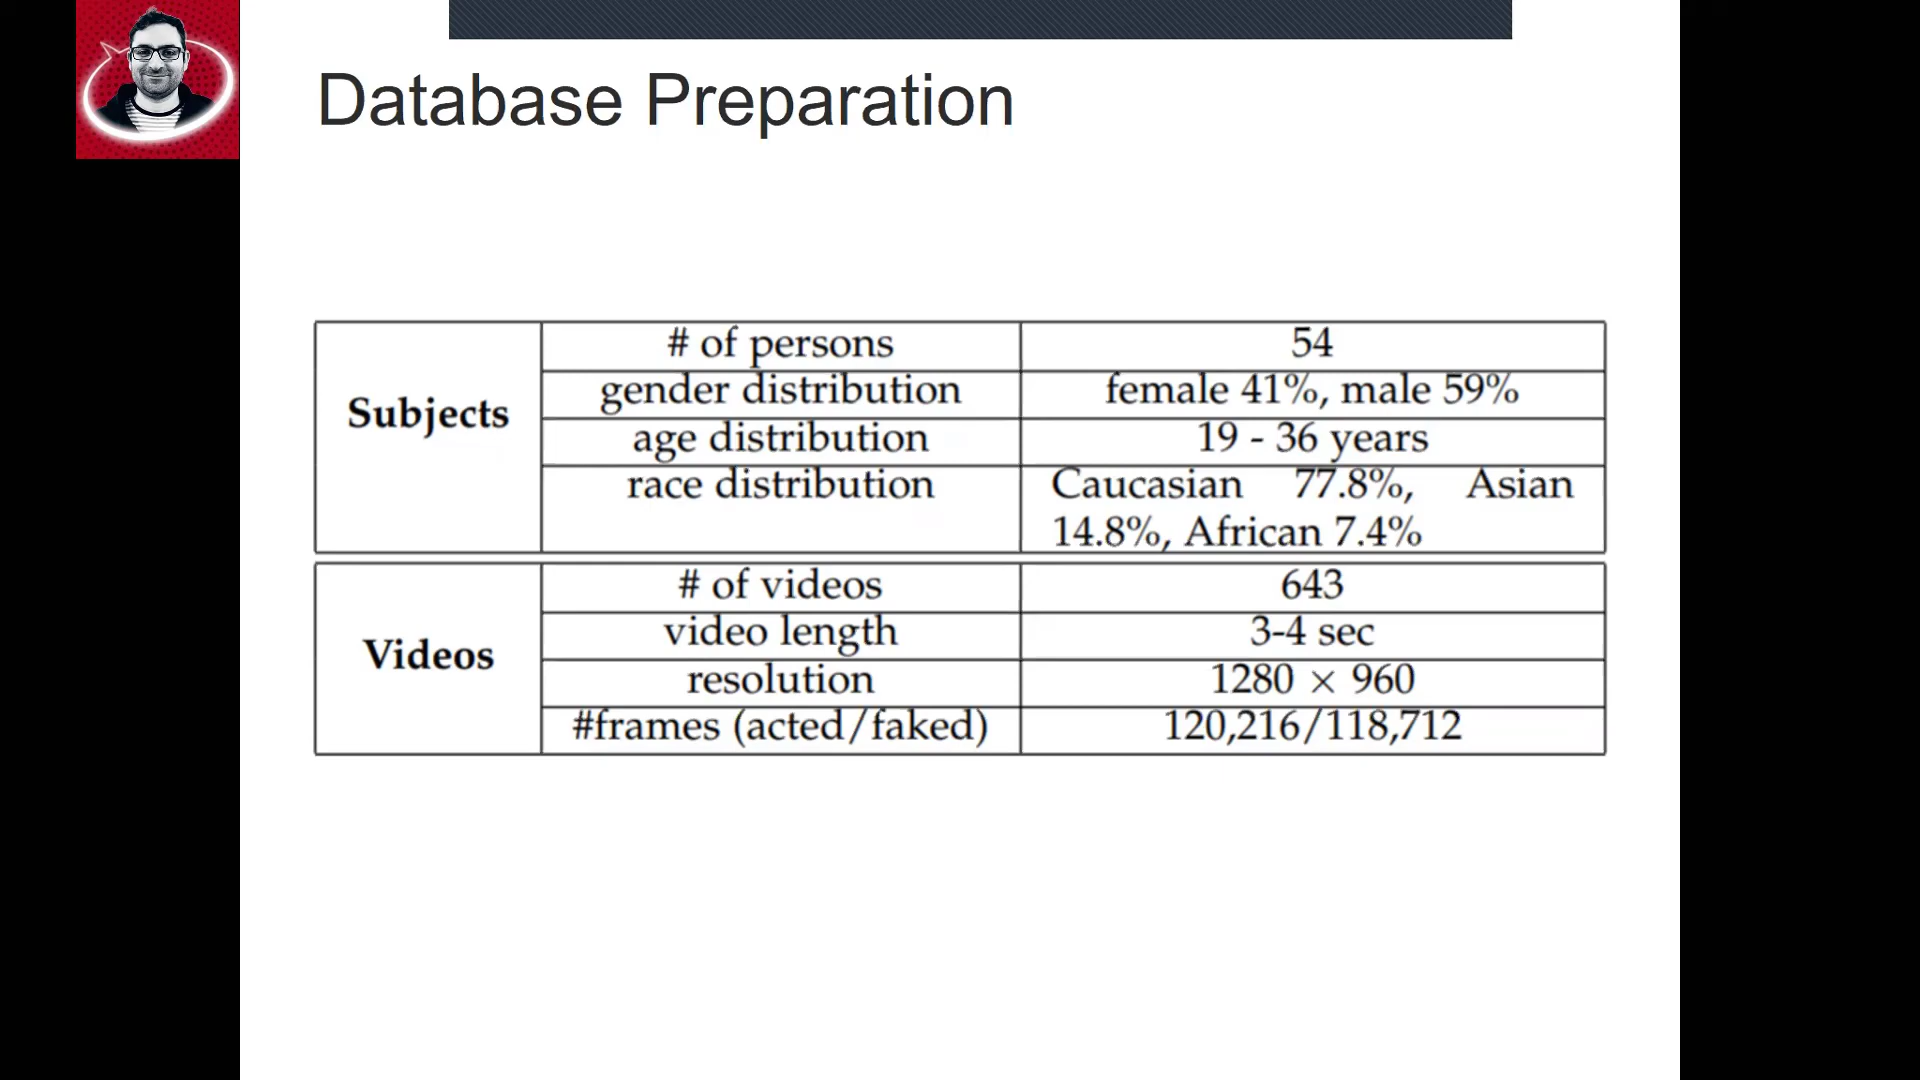 Database Preparation
Subjects
# of persons 54
gender distribution female 41%, male 59%
age distribution 19 - 36 years
race distribution Caucasian 77.8%, Asian
14.8%, African 7.4%
Videos
# of videos 643
video length 3-4 sec
resolution 1280 × 960
#frames (acted/faked) 120,216/118,712